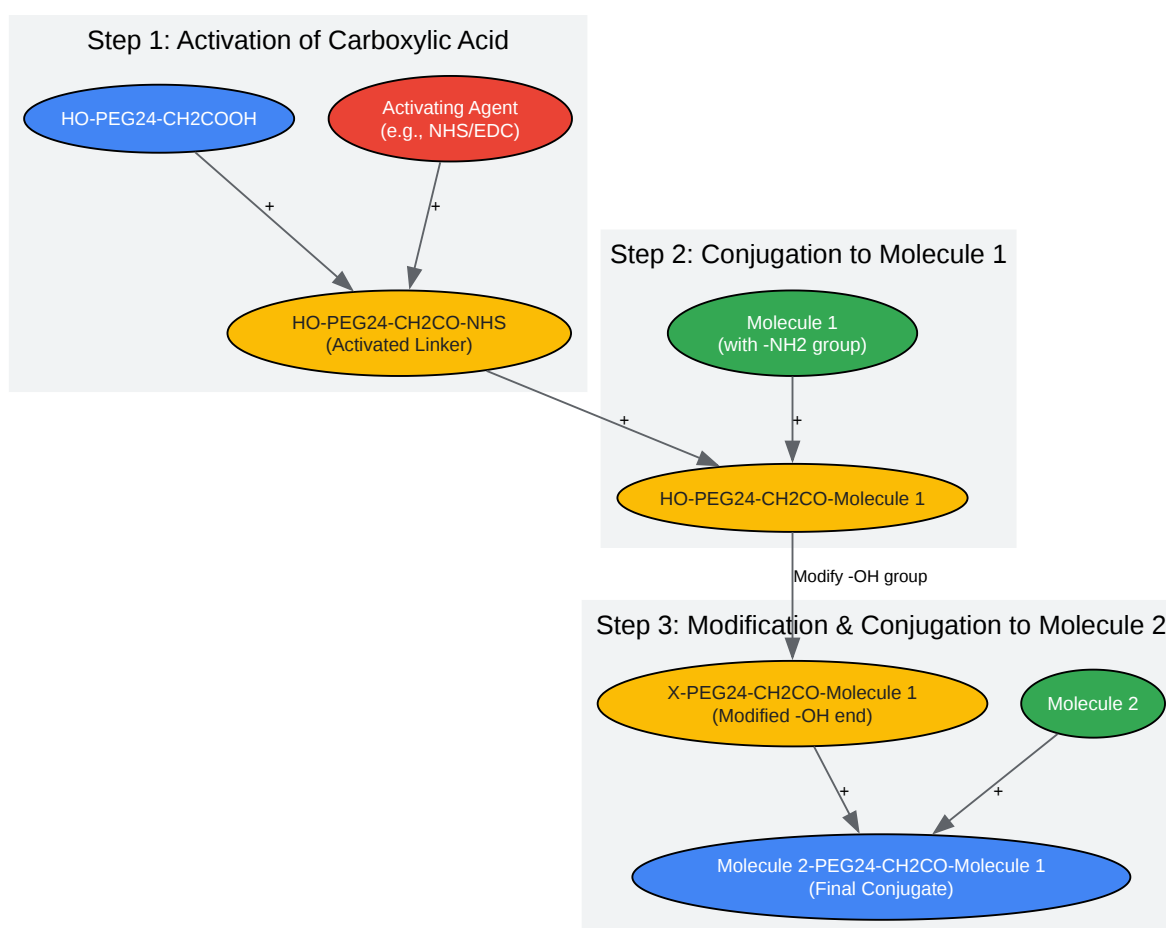 Step 1: Activation of Carboxylic Acid
HO-PEG24-CH2COOH
Activating Agent
(e.g., NHS/EDC)
+
+
HO-PEG24-CH2CO-NHS
(Activated Linker)
Step 2: Conjugation to Molecule 1
Molecule 1
(with -NH2 group)
+
+
HO-PEG24-CH2CO-Molecule 1
Modify -OH group
Step 3: Modification & Conjugation to Molecule 2
X-PEG24-CH2CO-Molecule 1
(Modified -OH end)
Molecule 2
+
+
Molecule 2-PEG24-CH2CO-Molecule 1
(Final Conjugate)